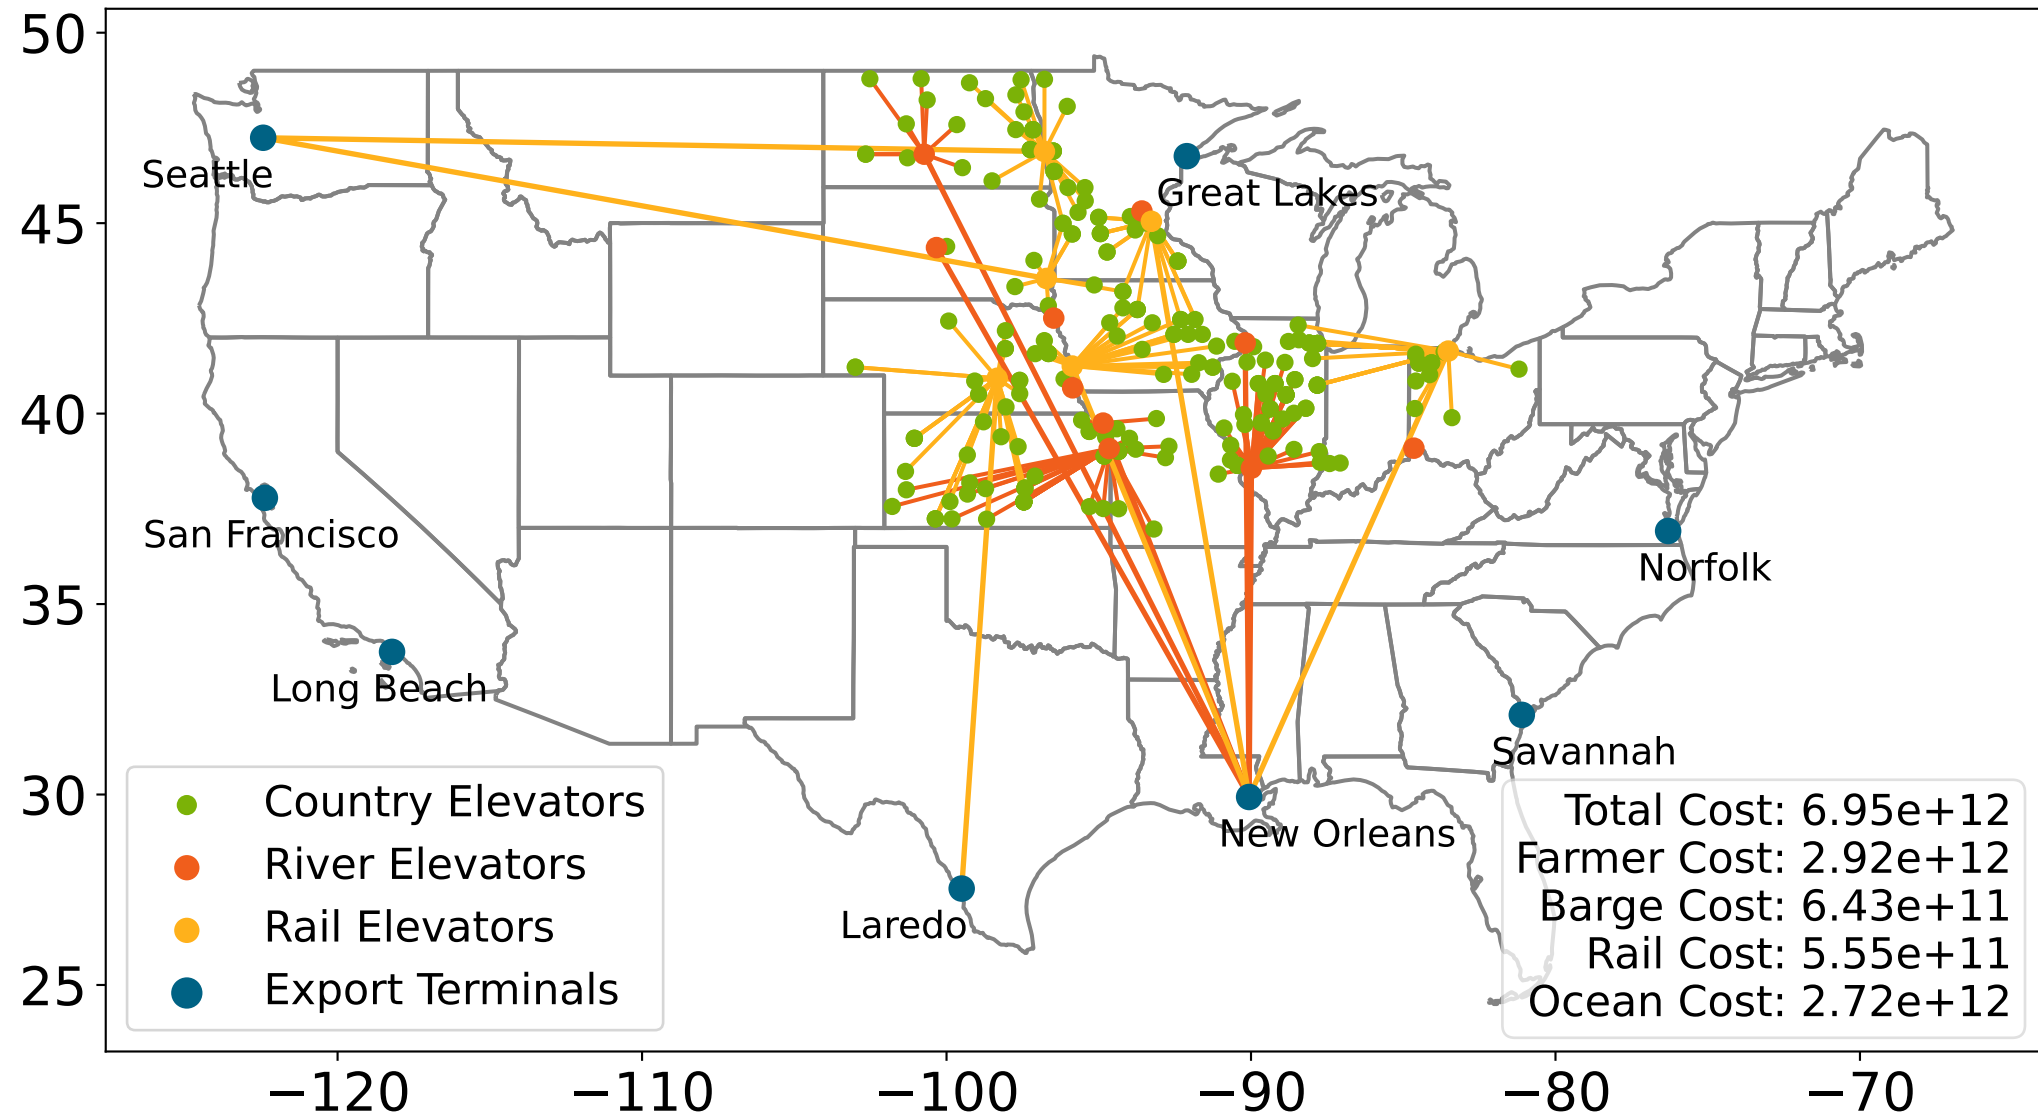 50
45
40
35
30
25
−120
−110
−100
−90
−80
−70
Seattle
Great Lakes
San Francisco
Norfolk
Long Beach
Savannah
New Orleans
Laredo
Country Elevators
River Elevators
Rail Elevators
Export Terminals
Total Cost: 6.95e+12
Farmer Cost: 2.92e+12
Barge Cost: 6.43e+11
Rail Cost: 5.55e+11
Ocean Cost: 2.72e+12